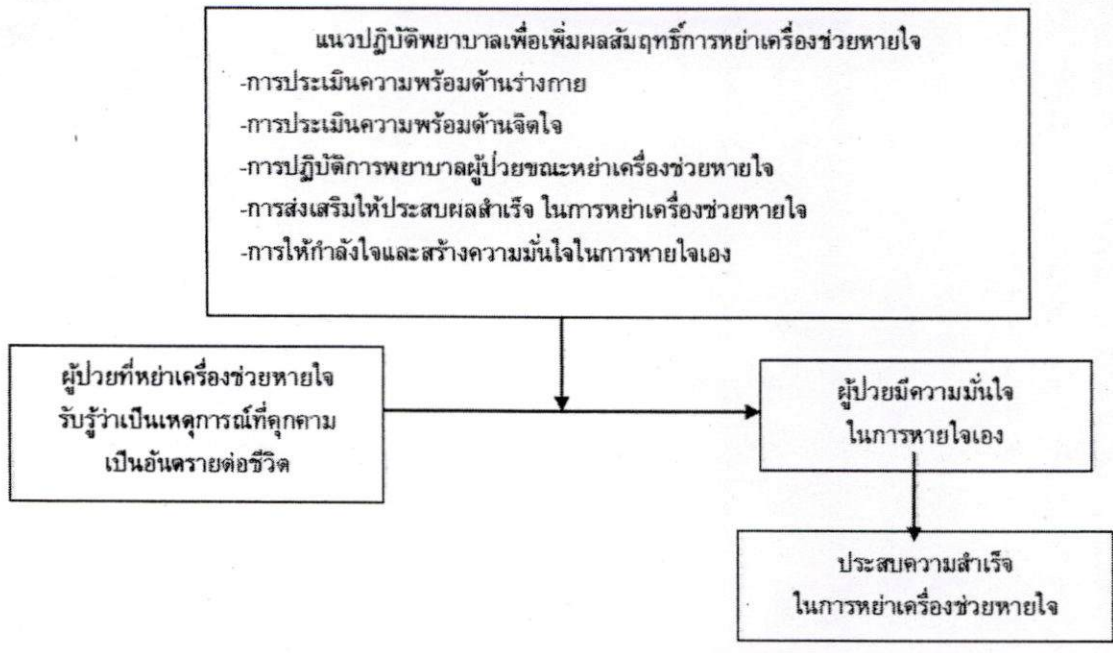 แนวปฏิบัติพยาบาลเพื่อเพิ่มผลสัมฤทธิ์การหย่าเครื่องช่วยหายใจ
-การประเมินความพร้อมด้านร่างกาย
-การประเมินความพร้อมด้านจิตใจ
-การปฏิบัติการพยาบาลผู้ป่วยขณะหย่าเครื่องช่วยหายใจ
-การส่งเสริมให้ประสบผลสำเร็จ ในการหย่าเครื่องช่วยหายใจ
-การให้กำลังใจและสร้างความมั่นใจในการหายใจเอง
ผู้ป่วยที่หย่าเครื่องช่วยหายใจ
รับรู้ว่าเป็นเหตุการณ์ที่คุกคาม
เป็นอันตรายต่อชีวิต
ผู้ป่วยมีความมั่นใจ
ในการหายใจเอง
ประสบความสำเร็จ
ในการหย่าเครื่องช่วยหายใจ